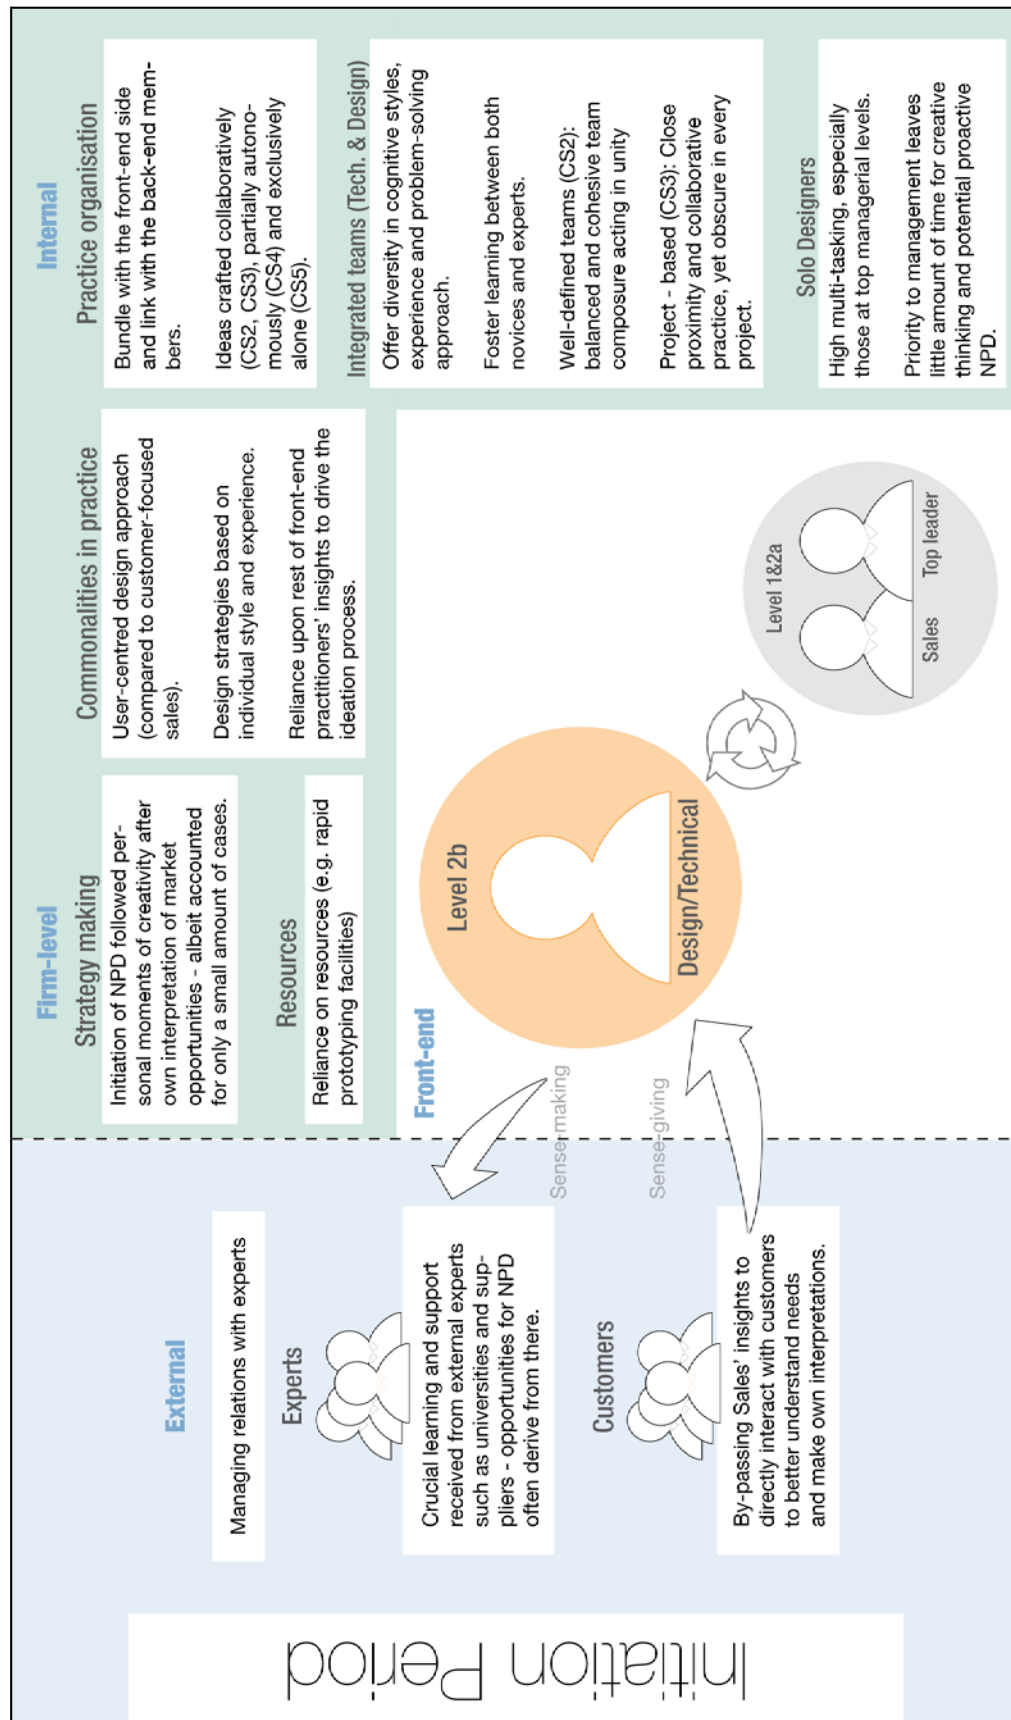 Initiation Period
External
Managing relations with experts
Experts
Crucial learning and support
received from external experts
such as universities and sup-
pliers - opportunities for NPD
often derive from there.
Customers
By-passing Sales' insights to
directly interact with customers
to better understand needs
and make own interpretations.
Sense-making
Sense-giving
Firm-level
Strategy making
Initiation of NPD followed per-
sonal moments of creativity after
own interpretation of market
opportunities - albeit accounted
for only a small amount of cases.
Resources
Reliance on resources (e.g. rapid
prototyping facilities)
Front-end
Level 2b
Design/Technical
Commonalities in practice
User-centred design approach
(compared to customer-focused
sales).
Design strategies based on
individual style and experience.
Reliance upon rest of front-end
practitioners' insights to drive the
ideation process.
Level 1&2a
Sales
Top leader
Internal
Practice organisation
Bundle with the front-end side
and link with the back-end mem-
bers.
Ideas crafted collaboratively
(CS2, CS3), partially autono-
mously (CS4) and exclusively
alone (CS5).
Integrated teams (Tech. & Design)
Offer diversity in cognitive styles,
experience and problem-solving
approach.
Foster learning between both
novices and experts.
Well-defined teams (CS2):
balanced and cohesive team
composure acting in unity
Project - based (CS3): Close
proximity and collaborative
practice, yet obscure in every
project.
Solo Designers
High multi-tasking, especially
those at top managerial levels.
Priority to management leaves
little amount of time for creative
thinking and potential proactive
NPD.